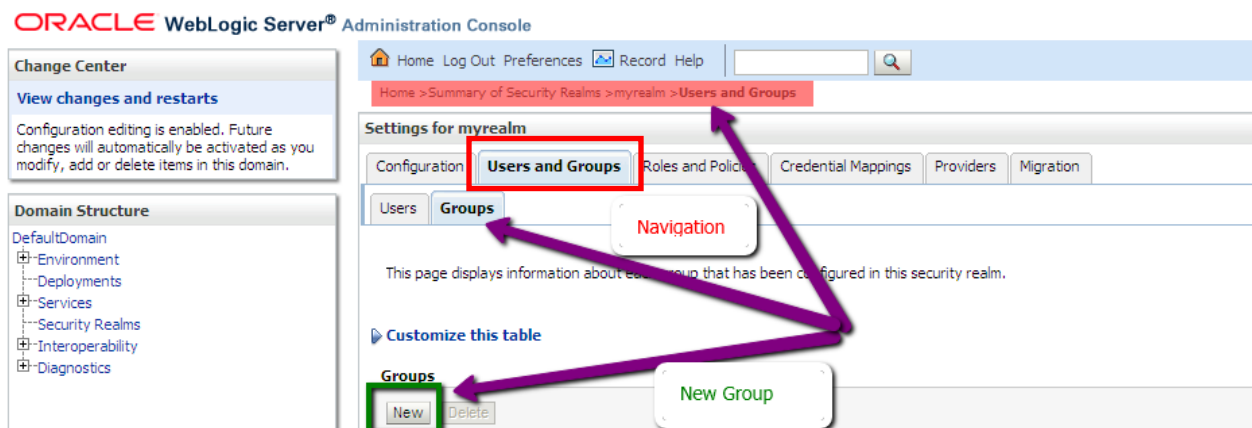 ORACLE WebLogic Server® Administration Console
Change Center
View changes and restarts
Configuration editing is enabled. Future
changes will automatically be activated as you
modify, add or delete items in this domain.
Domain Structure
DefaultDomain
Environment
Deployments
Services
Security Realms
Interoperability
Diagnostics
Home Log Out Preferences Record Help
Home >Summary of Security Realms >myrealm >Users and Groups
Settings for myrealm
Configuration Users and Groups Roles and Policies Credential Mappings Providers Migration
Users Groups
Navigation
This page displays information about each group that has been configured in this security realm.
Customize this table
Groups
New Delete
New Group